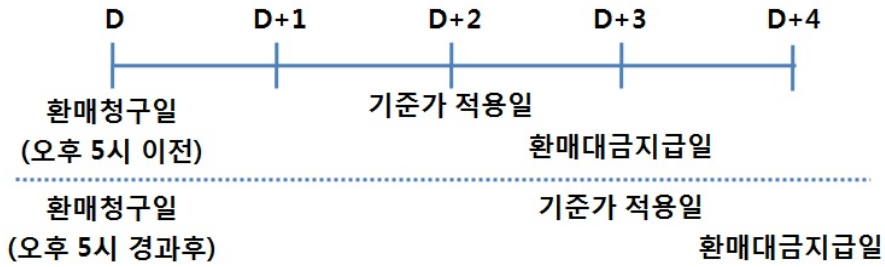 D D+1 D+2 D+3 D+4
환매청구일 기준가 적용일
(오후 5시 이전) 환매대금지급일
환매청구일 기준가 적용일
(오후 5시 경과후) 환매대금지급일